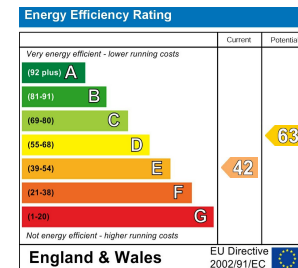 Energy Efficiency Rating
Current Potentia
Very energy efficient - lower running costs
(92 plus) A
(81-91) B
(69-80) C
(55-68) D
(39-54) E
(21-38) F
(1-20) G
42
63
Not energy efficient - higher running costs
England & Wales
EU Directive
2002/91/EC